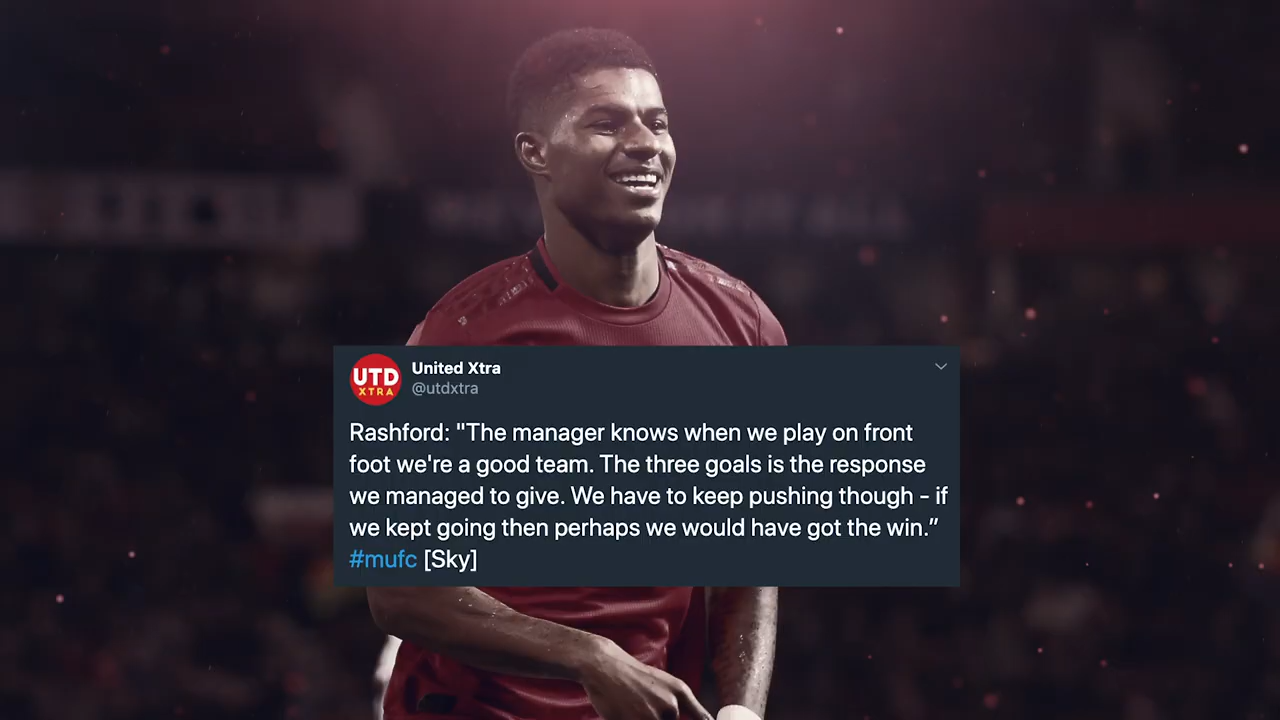 UTD
XTRA
United Xtra
@utdxtra
Rashford: "The manager knows when we play on front
foot we're a good team. The three goals is the response
we managed to give. We have to keep pushing though - if
we kept going then perhaps we would have got the win.”
#mufc [Sky]